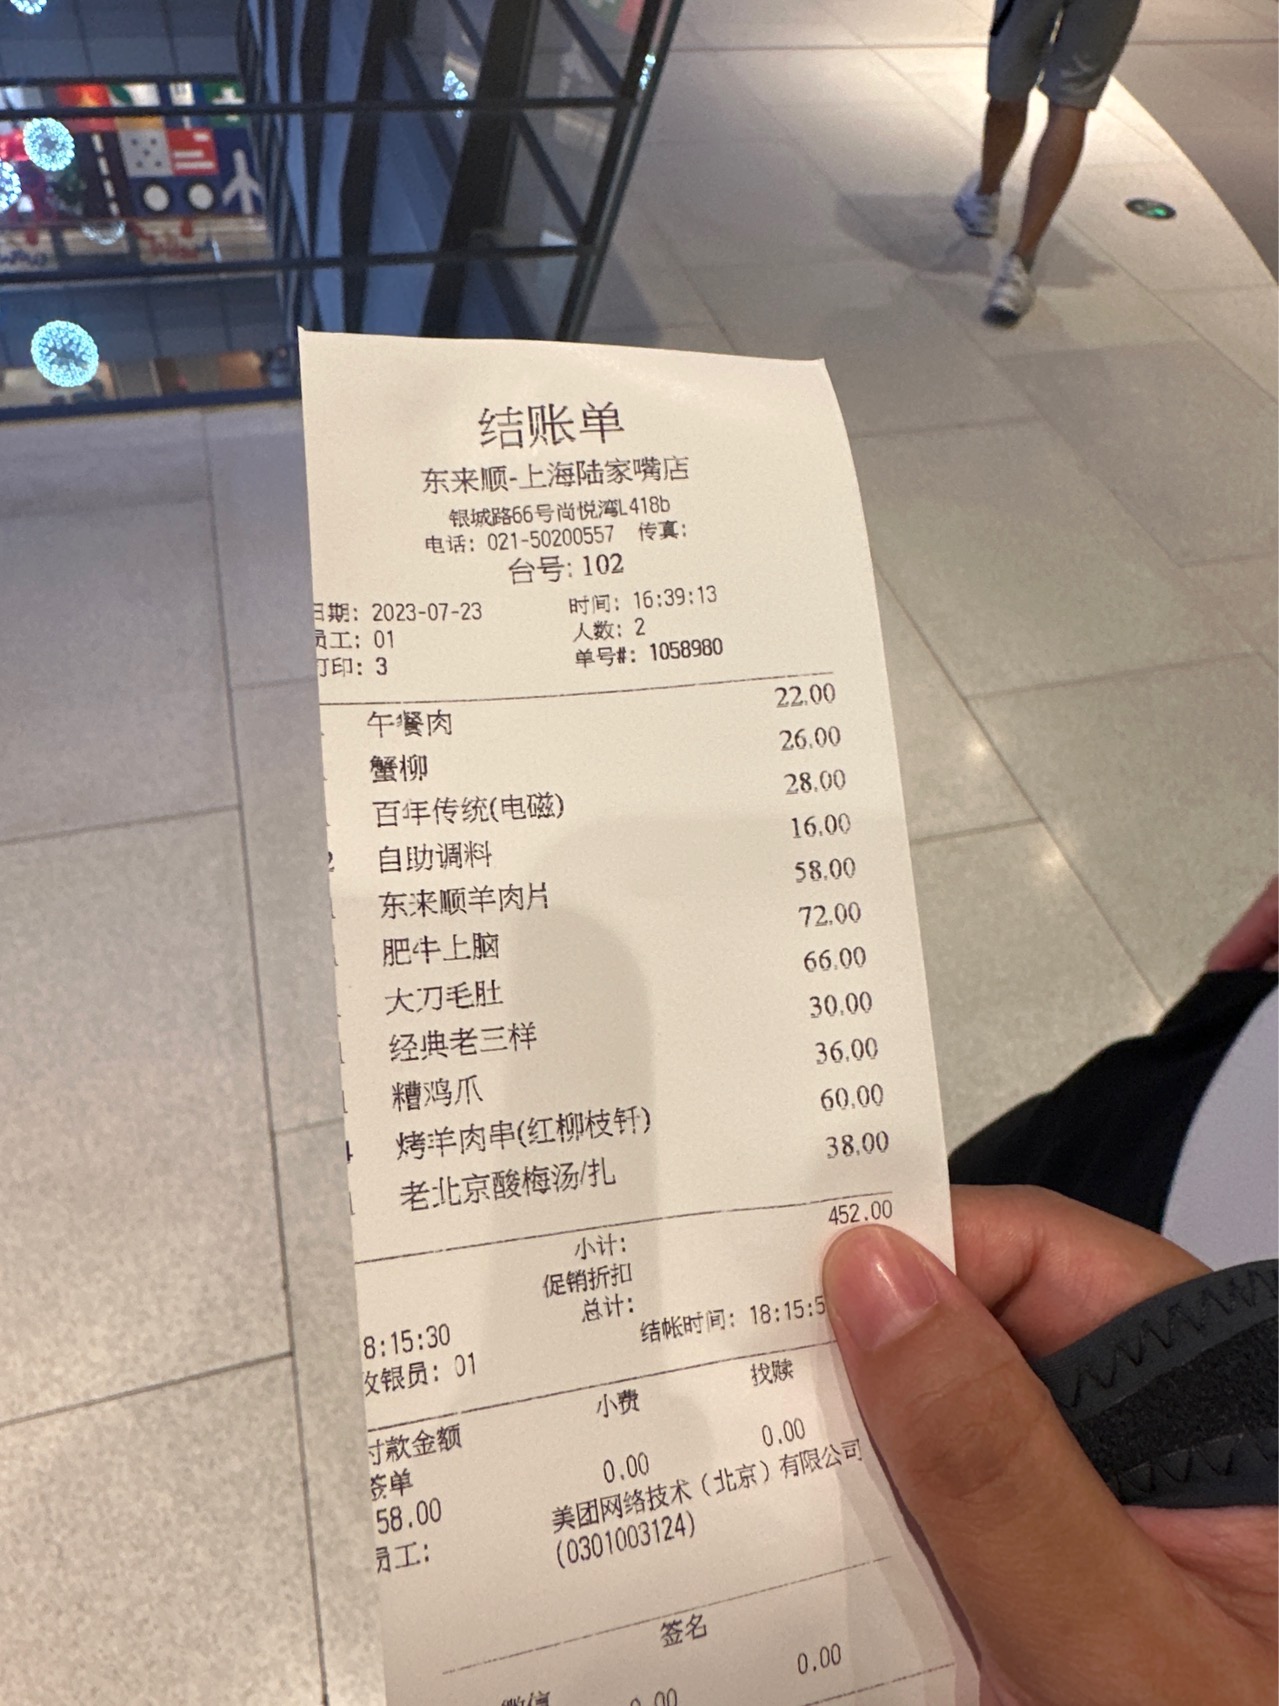 结账单
东来顺-上海陆家嘴店
银城路66号尚悦湾L418b
电话: 021-50200557 传真:
台号: 102
日期: 2023-07-23 时间: 16:39:13
员工: 01 人数: 2
打印: 3 单号#: 1058980
午餐肉 22.00
蟹柳 26.00
百年传统(电磁) 28.00
2 自助调料 16.00
东来顺羊肉片 58.00
肥牛上脑 72.00
大刀毛肚 66.00
经典老三样 30.00
糟鸿爪 36.00
4 烤羊肉串(红柳枝钎) 60.00
老北京酸梅汤/扎 38.00
小计: 452.00
促销折扣
总计:
8:15:30 结帐时间: 18:15:5
收银员: 01
付款金额 小费 找赎
签单 0.00 0.00
58.00 美团网络技术（北京）有限公司
员工: (0301003124)
签名
微信 0.00 0.00